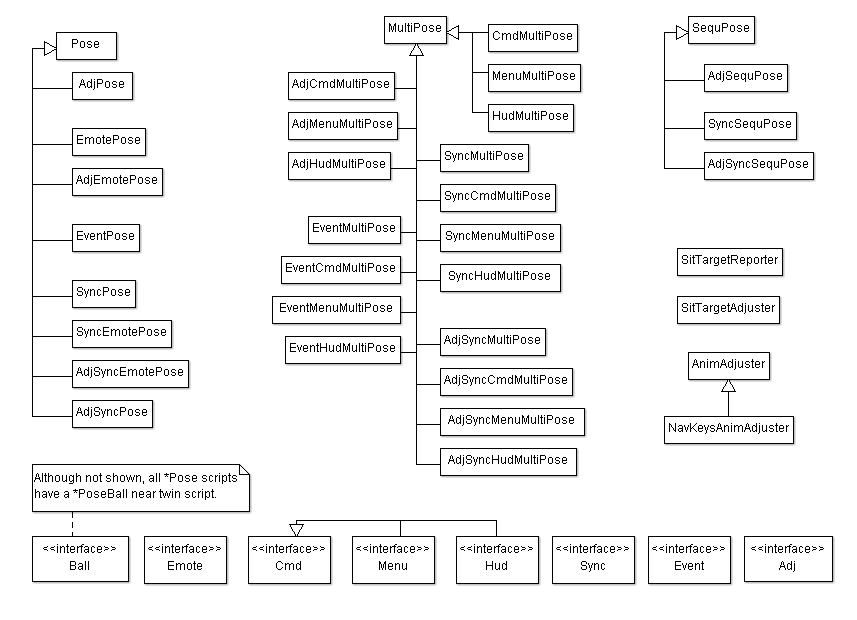 Pose
AdjPose
EmotePose
AdjEmotePose
EventPose
SyncPose
SyncEmotePose
AdjSyncEmotePose
AdjSyncPose
MultiPose
CmdMultiPose
MenuMultiPose
HudMultiPose
AdjCmdMultiPose
AdjMenuMultiPose
AdjHudMultiPose
SyncMultiPose
SyncCmdMultiPose
SyncMenuMultiPose
SyncHudMultiPose
EventMultiPose
EventCmdMultiPose
EventMenuMultiPose
EventHudMultiPose
AdjSyncMultiPose
AdjSyncCmdMultiPose
AdjSyncMenuMultiPose
AdjSyncHudMultiPose
SequPose
AdjSequPose
SyncSequPose
AdjSyncSequPose
SitTargetReporter
SitTargetAdjuster
AnimAdjuster
NavKeysAnimAdjuster
Although not shown, all *Pose scripts
have a *PoseBall near twin script.
<<interface>>
Ball
<<interface>>
Emote
<<interface>>
Cmd
<<interface>>
Menu
<<interface>>
Hud
<<interface>>
Sync
<<interface>>
Event
<<interface>>
Adj